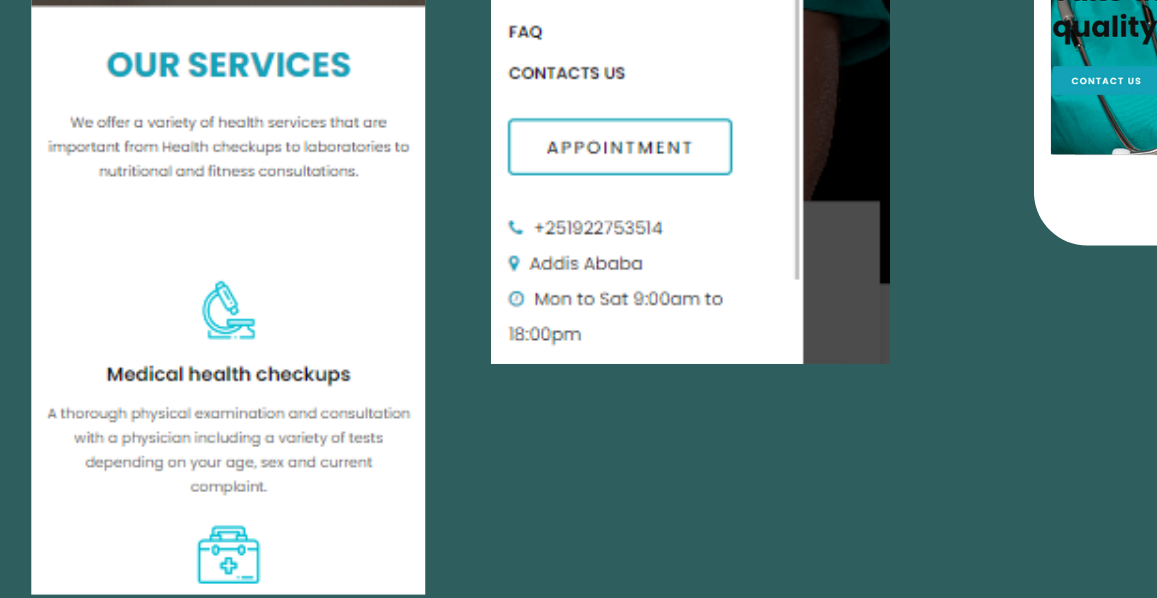 OUR SERVICES
We offer a variety of health services that are
important from Health checkups to laboratories to
nutritional and fitness consultations.
Medical health checkups
A thorough physical examination and consultation
with a physician including a variety of tests
depending on your age, sex and current
complaint.
FAQ
CONTACTS US
APPOINTMENT
+251922753514
Addis Ababa
Mon to Sat 9:00am to
18:00pm
quality
CONTACT US